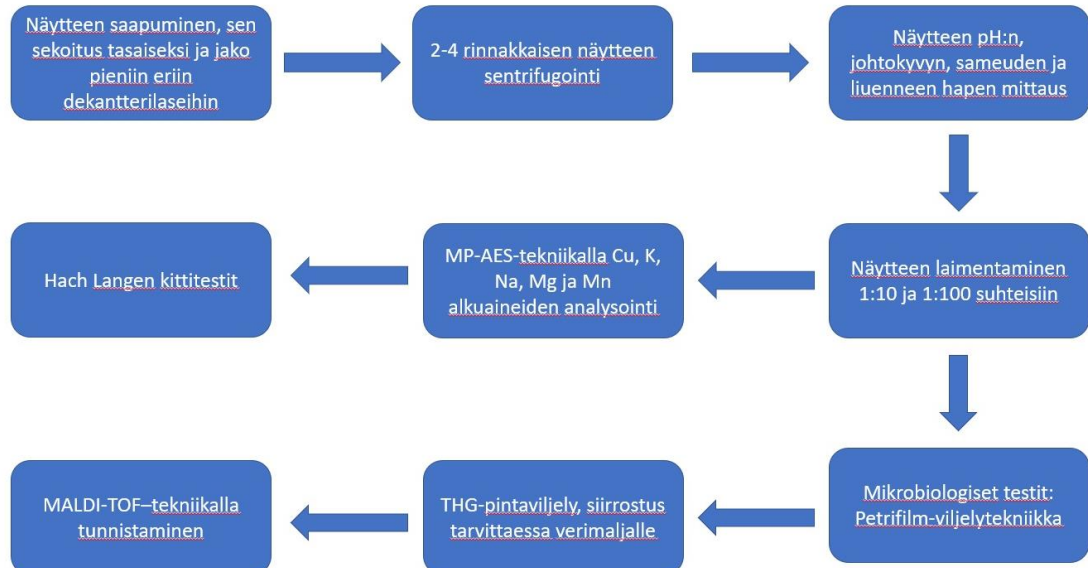 Näytteen saapuminen, sen
sekoitus tasaiseksi ja jako
pieniin eriin
dekantterilaseihin
2-4 rinnakkaisen näytteen
sentrifugointi
Näytteen pH:n,
johtokyvyn, sameuden ja
liuenneen hapen mittaus
Näytteen laimentaminen
1:10 ja 1:100 suhteisiin
MP-AES-tekniikalla Cu, K,
Na, Mg ja Mn
alkuaineiden analysointi
Hach Langen kittitestit
Mikrobiologiset testit:
Petrifilm-viljelytekniikka
THG-pintaviljely, siirrostus
tarvittaessa verimaljalle
MALDI-TOF–tekniikalla
tunnistaminen